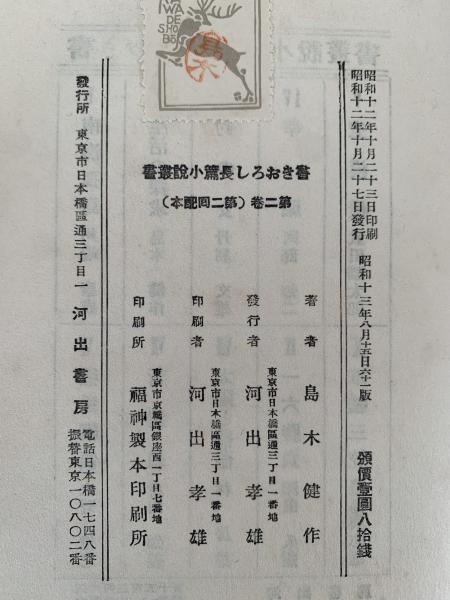 昭和十二年十月二十三日印刷
昭和十二年十月二十七日發行
昭和十三年八月十五日六十一版
頒價壹圓八拾錢
書きおろし長篇小說叢書
第二卷(第二回配本)
著者 島木健作
東京市日本橋區通三丁目一番地
發行者 河出孝雄
東京市日本橋區通三丁目一番地
印刷者 河出孝雄
東京市京橋區銀座西一丁目七番地
印刷所 福神製本印刷所
發行所 東京市日本橋區通三丁目一 河出書房
電話日本橋一七四八番
振替東京一〇八〇二番
WADE
SHOBO